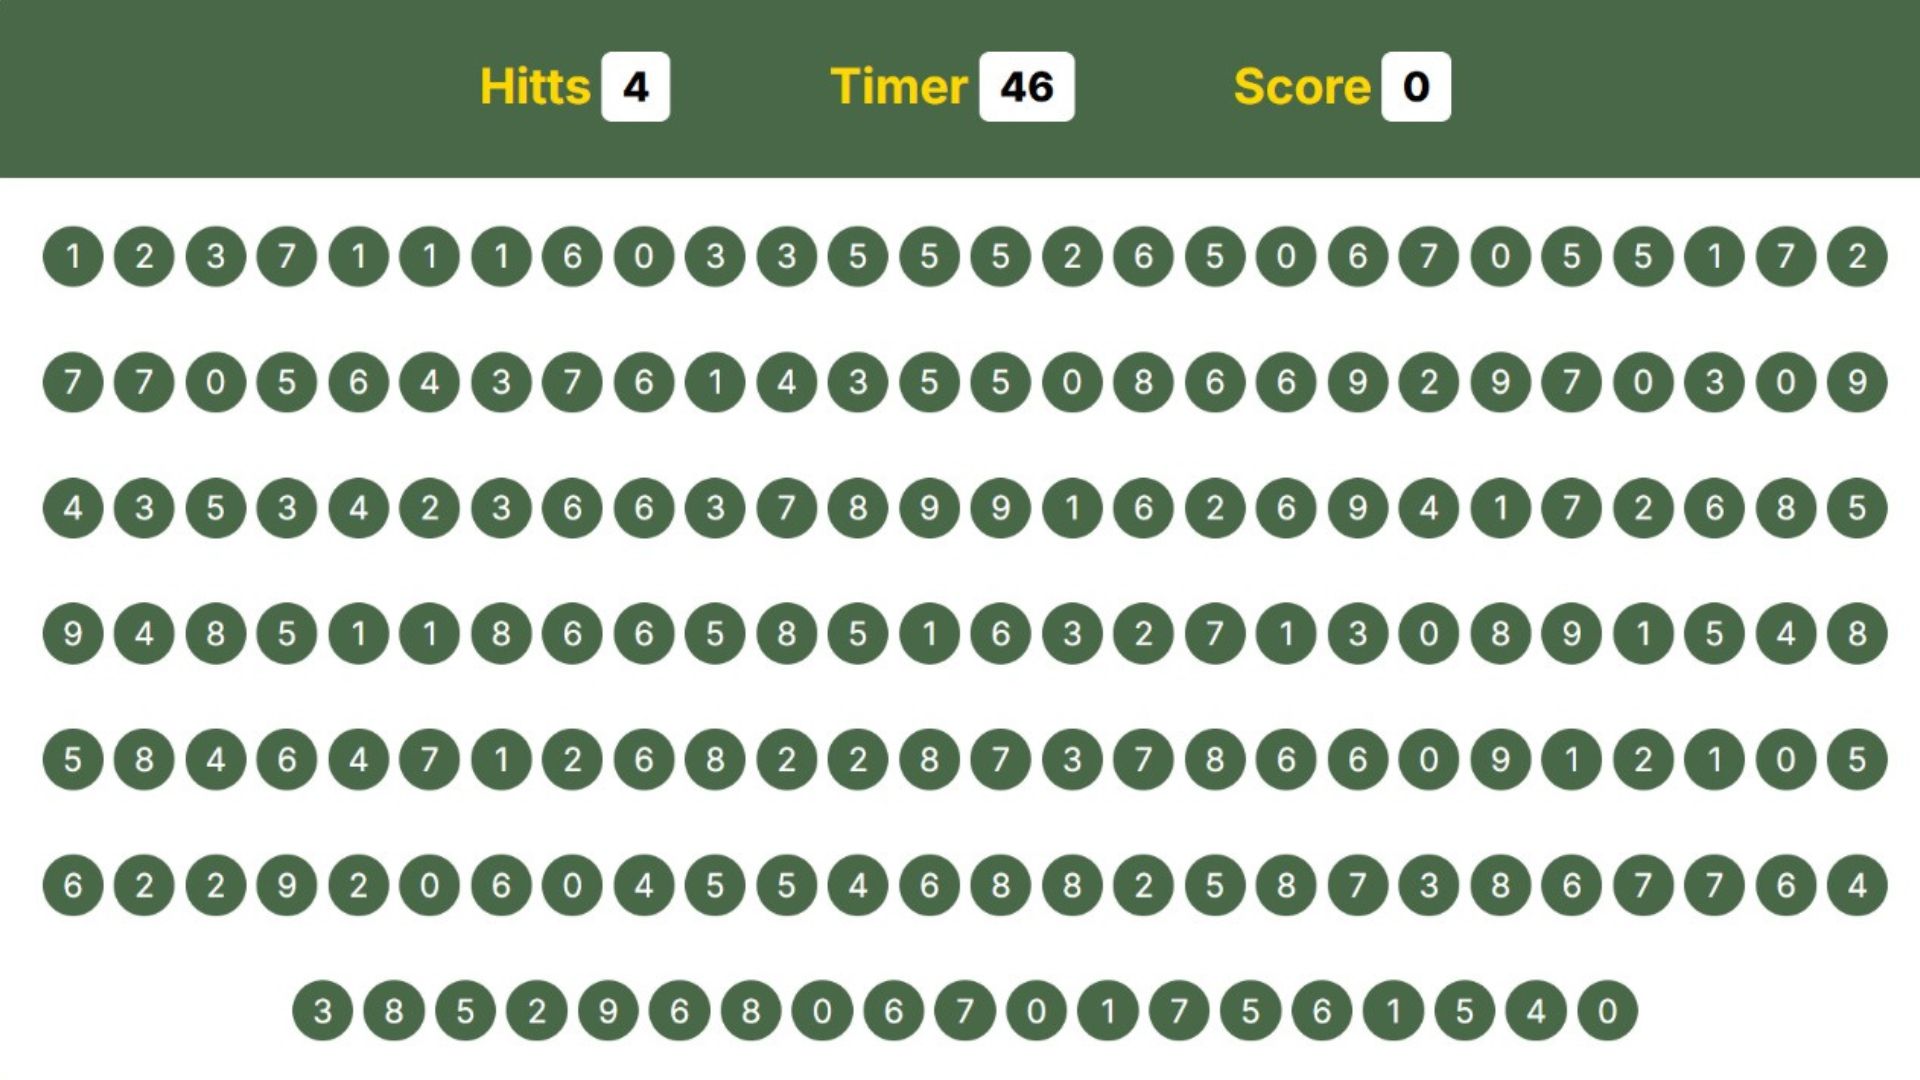 Hitts 4 Timer 46 Score 0
1 2 3 7 1 1 1 6 0 3 3 5 5 5 2 6 5 0 6 7 0 5 5 1 7 2
7 7 0 5 6 4 3 7 6 1 4 3 5 5 0 8 6 6 9 2 9 7 0 3 0 9
4 3 5 3 4 2 3 6 6 3 7 8 9 9 1 6 2 6 9 4 1 7 2 6 8 5
9 4 8 5 1 1 8 6 6 5 8 5 1 6 3 2 7 1 3 0 8 9 1 5 4 8
5 8 4 6 4 7 1 2 6 8 2 2 8 7 3 7 8 6 6 0 9 1 2 1 0 5
6 2 2 9 2 0 6 0 4 5 5 4 6 8 8 2 5 8 7 3 8 6 7 7 6 4
3 8 5 2 9 6 8 0 6 7 0 1 7 5 6 1 5 4 0